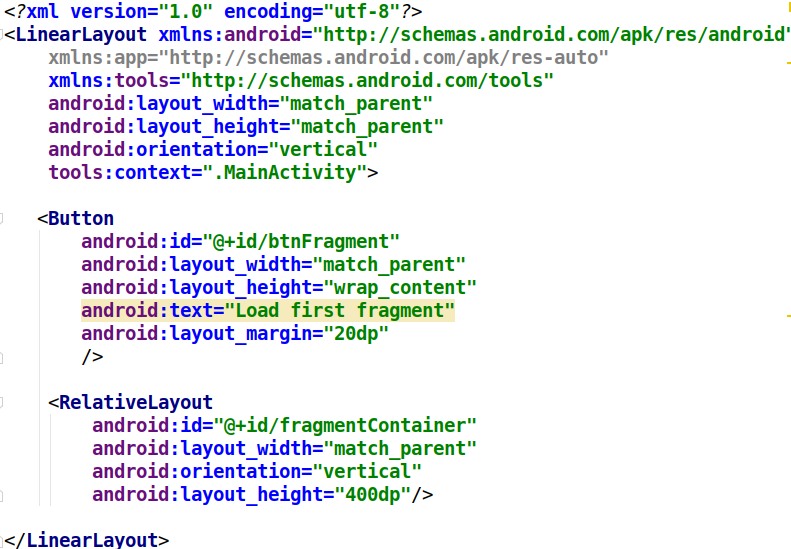 <?xml version="1.0" encoding="utf-8"?>
<LinearLayout xmlns:android="http://schemas.android.com/apk/res/android"
    xmlns:app="http://schemas.android.com/apk/res-auto"
    xmlns:tools="http://schemas.android.com/tools"
    android:layout_width="match_parent"
    android:layout_height="match_parent"
    android:orientation="vertical"
    tools:context=".MainActivity">

   <Button
       android:id="@+id/btnFragment"
       android:layout_width="match_parent"
       android:layout_height="wrap_content"
       android:text="Load first fragment"
       android:layout_margin="20dp"
       />

    <RelativeLayout
        android:id="@+id/fragmentContainer"
        android:layout_width="match_parent"
        android:orientation="vertical"
        android:layout_height="400dp"/>

</LinearLayout>